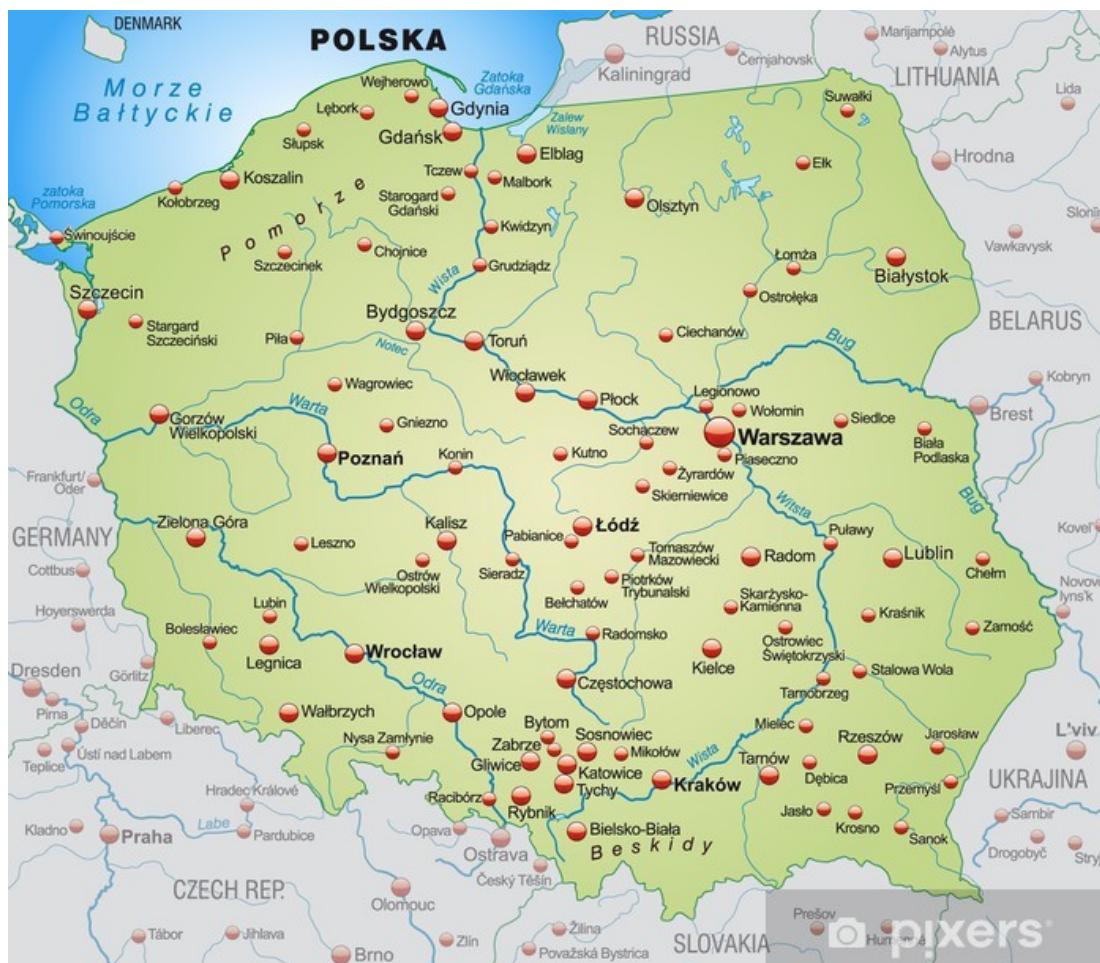 DENMARK
POLSKA
RUSSIA
Marijampolé
Alytus
Černjahovsk
Kaliningrad
LITHUANIA
Lida
Morze
Bałtyckie
Zatoka
Gdańska
Wejherowo
Gdynia
Lębork
Gdańsk
Słupsk
Zalew
Wislany
Elblag
Suwałki
Ełk
Hrodna
Tczew
Malbork
Koszalin
Kołobrzeg
zatoka
Pomorska
Starogard
Gdański
Olsztyn
Kwidzyn
Świnoujście
Pomorze
Chojnice
Szczecinek
Grudziądz
Łomża
Białystok
Vawkavysk
Wisła
Szczecin
Ostrołęka
Bydgoszcz
Stargard
Szczeciński
Piła
Notec
Toruń
Ciechanów
BELARUS
Bug
Włocławek
Wagrowiec
Płock
Legionowo
Wołomin
Kobryn
Brest
Odra
Gorzów
Wielkopolski
Warta
Gniezno
Siedlce
Biała
Podlaska
Sochaczew
Warszawa
Piaseczno
Poznań
Konin
Kutno
Żyrardów
Skierniewice
Frankfurt/
Oder
Witsta
Bug
Zielona Góra
Kalisz
Łódź
Pabianice
Puławy
GERMANY
Leszno
Ostrów
Wielkopolski
Sieradz
Tomaszów
Mazowiecki
Radom
Lublin
Chełm
Kovel'
Cottbus
Piotrków
Trybunalski
Bełchatów
Skarżysko-
Kamienna
Hoyerswerda
Lubin
Bolesławiec
Legnica
Warta
Radomsko
Kraśnik
Zamość
Ostrowiec
Świętokrzyski
Wrocław
Kielce
Stalowa Wola
Dresden
Görlitz
Odra
Częstochowa
Tarnobrzeg
Pirna
Děčín
Liberec
Wałbrzych
Opole
Ústí nad Labem
Teplice
Nysa Zamłynie
Bytom
Sosnowiec
Zabrze
Mikołów
Gliwice
Katowice
Tychy
Wista
Mielec
Jarosław
Rzeszów
L'viv
Tarnów
Dębica
Kraków
Przemyśl
UKRAJINA
Hradec Králové
Racibórz
Rybnik
Jasło
Krosno
Sanok
Sambir
Kladno
Praha
Labe
Pardubice
Opava
Ostrava
Bielsko-Biała
Beskidy
Drogobyč
Český Těšín
CZECH REP.
Olomouc
Tábor
Jihlava
Brno
Zlín
Žilina
Považská Bystrica
SLOVAKIA
Prešov
pixers